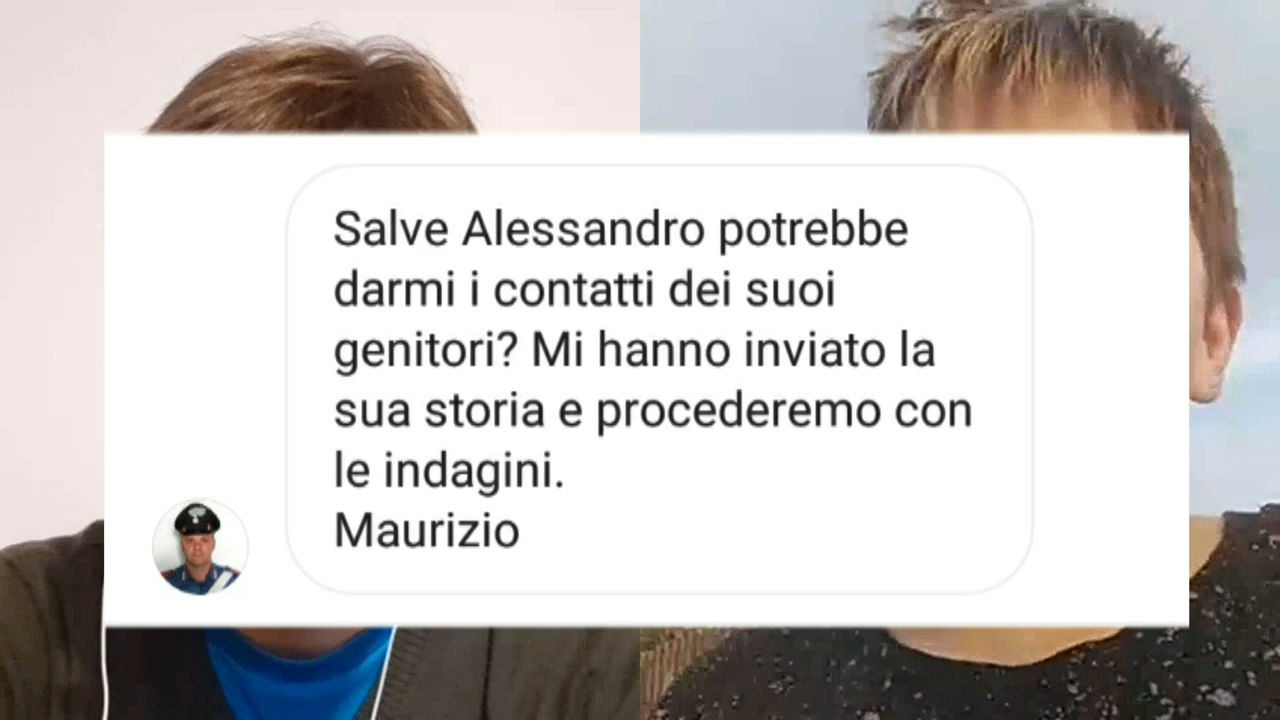 Salve Alessandro potrebbe
darmi i contatti dei suoi
genitori? Mi hanno inviato la
sua storia e procederemo con
le indagini.
Maurizio